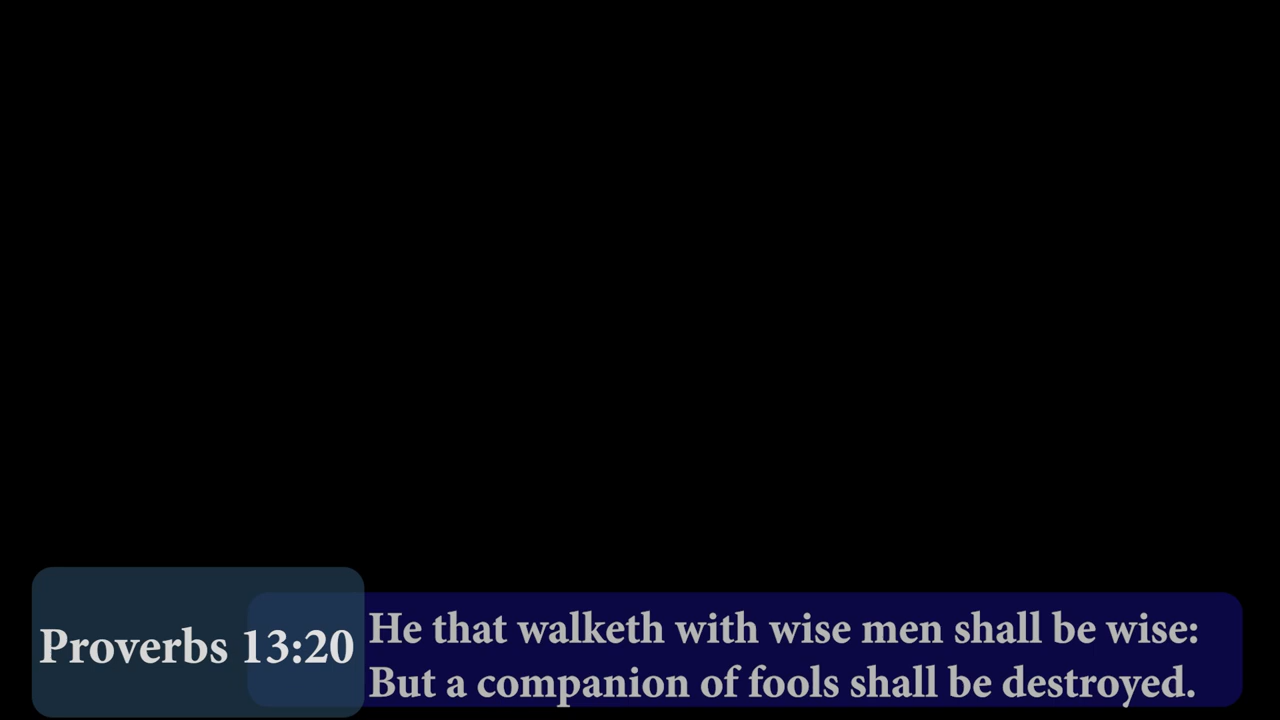 Proverbs 13:20
He that walketh with wise men shall be wise:
But a companion of fools shall be destroyed.